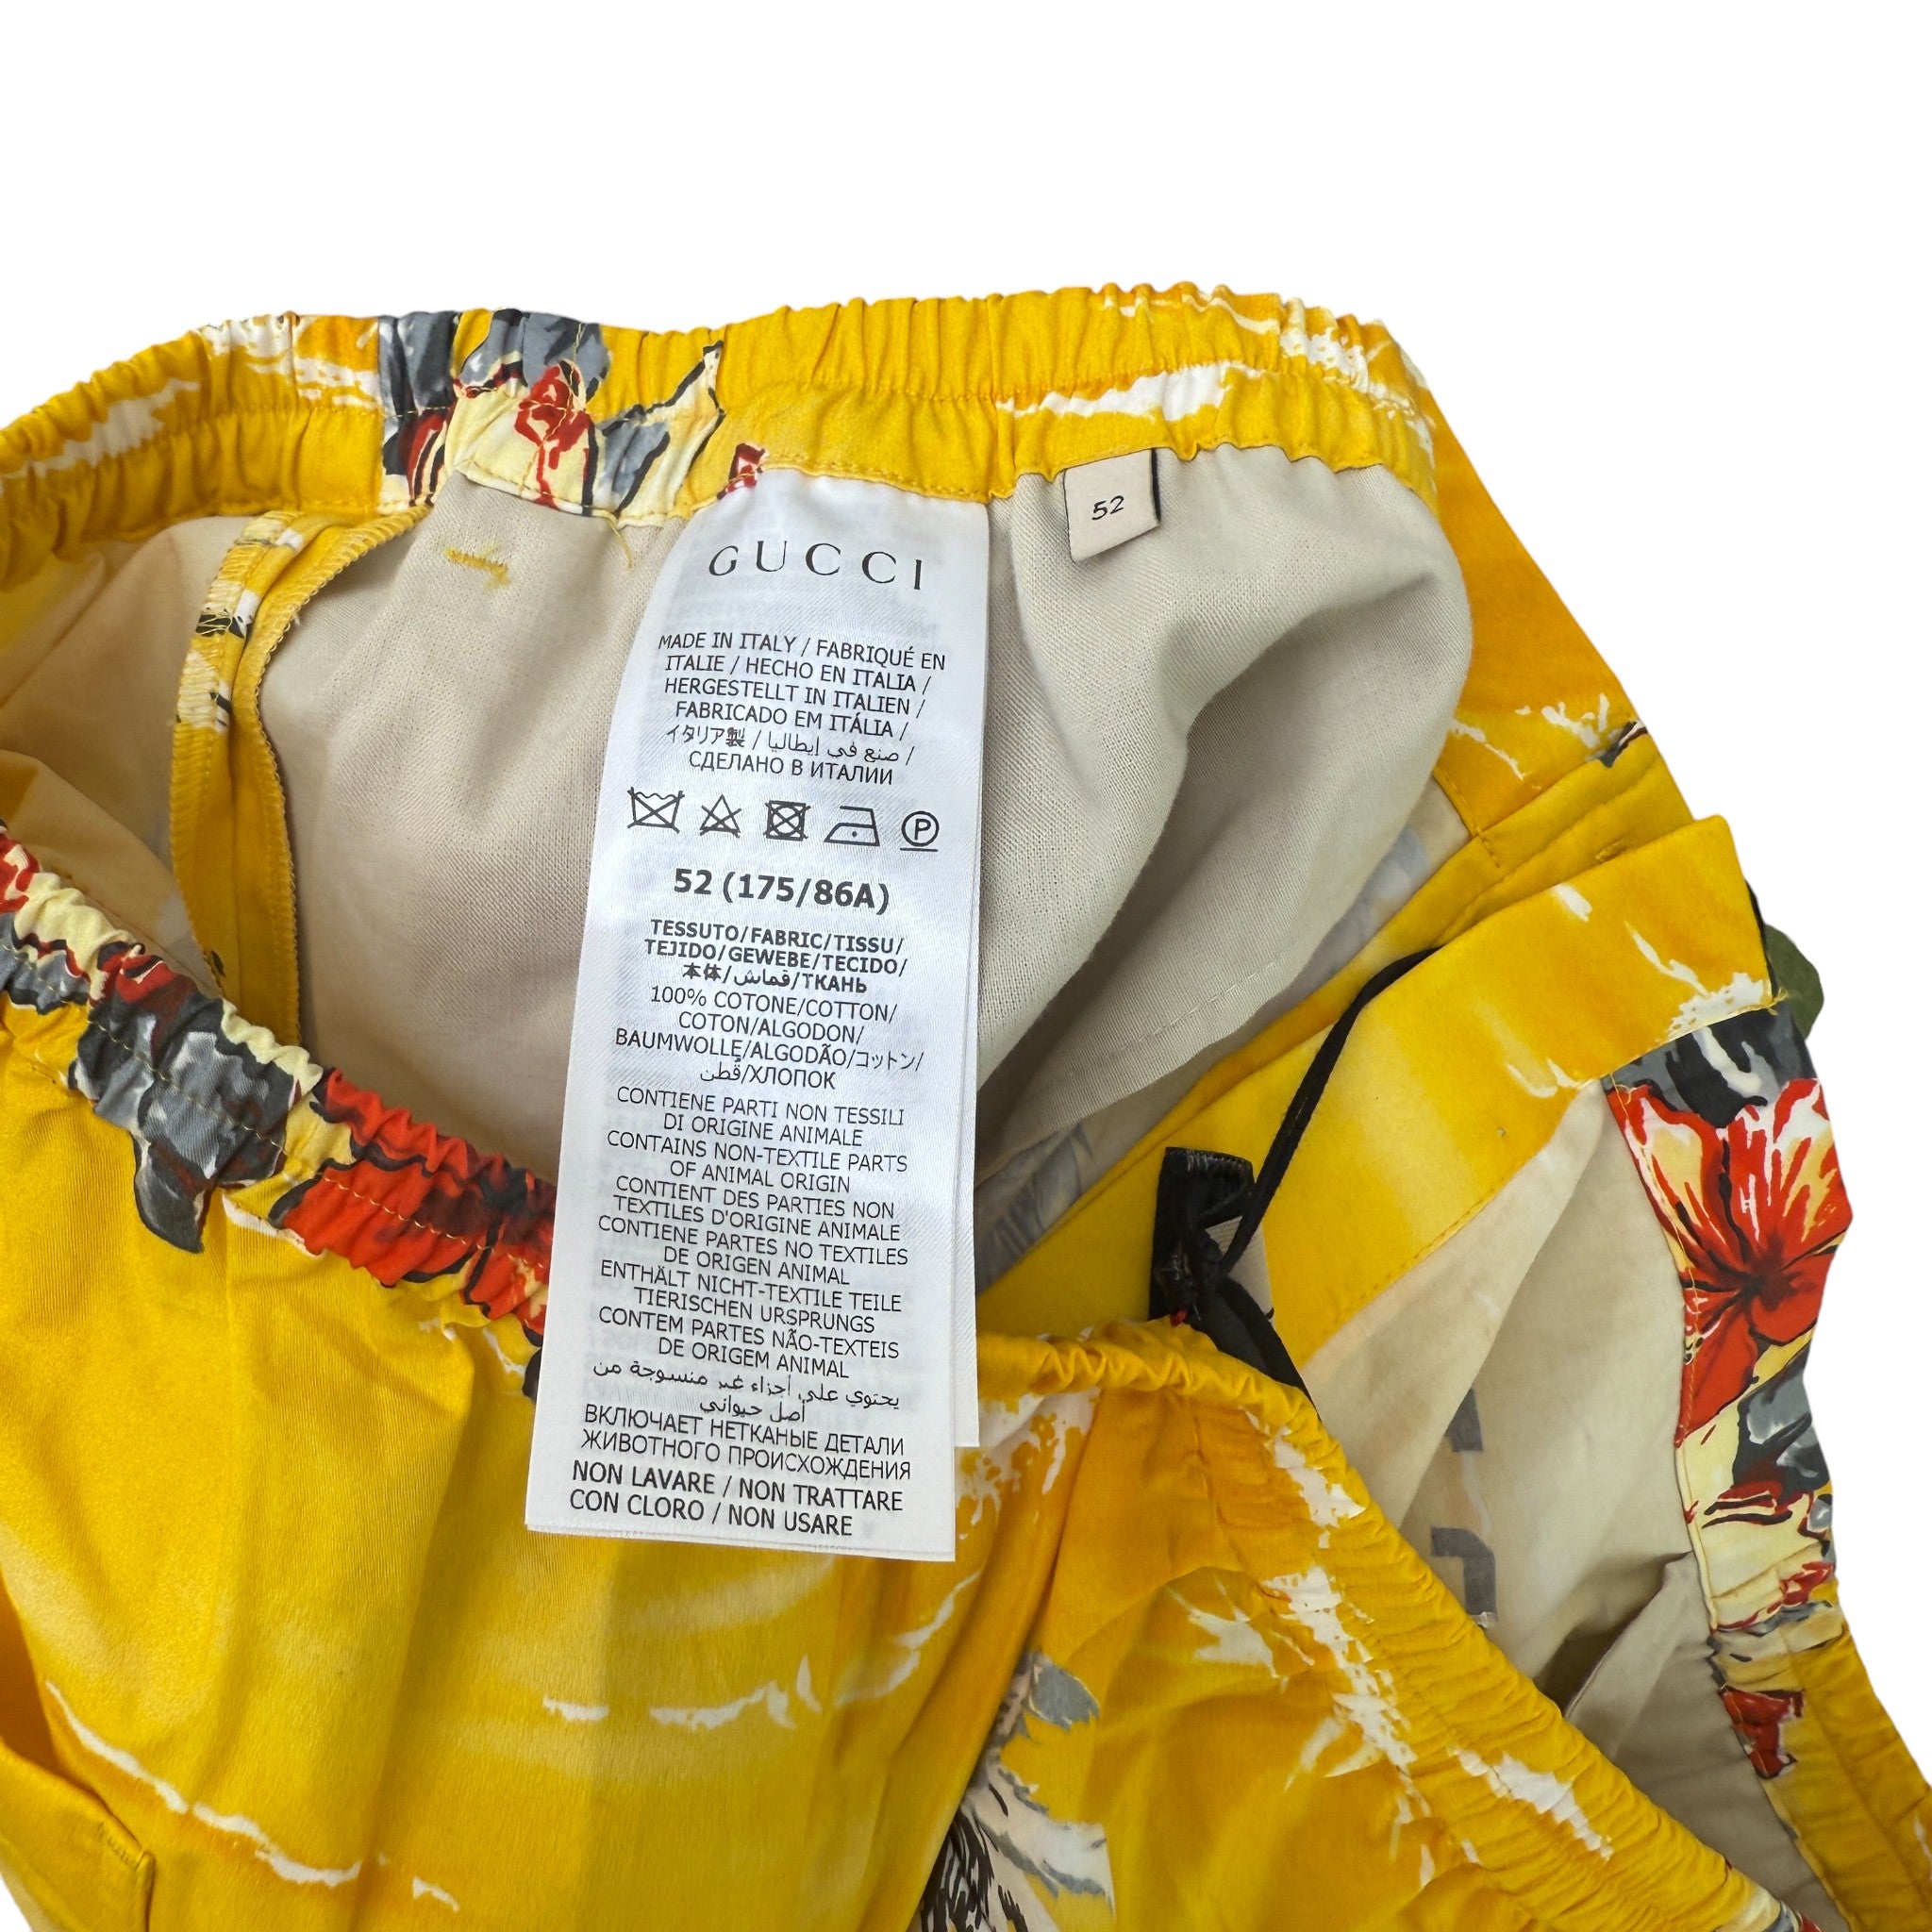 52
GUCCI
MADE IN ITALY / FABRIQUÉ EN
ITALIE / HECHO EN ITALIA /
HERGESTELLT IN ITALIEN /
FABRICADO EM ITÁLIA /
イタリア製 / صنع في إيطاليا /
СДЕЛАНО В ИТАЛИИ
P
52 (175/86A)
TESSUTO/FABRIC/TISSU/
TEJIDO/GEWEBE/TECIDO/
本体/قماش/ТКАНЬ
100% COTONE/COTTON/
COTON/ALGODON/
BAUMWOLLE/ALGODÃO/コットン/
قطن/ХЛОПОК
CONTIENE PARTI NON TESSILI
DI ORIGINE ANIMALE
CONTAINS NON-TEXTILE PARTS
OF ANIMAL ORIGIN
CONTIENT DES PARTIES NON
TEXTILES D'ORIGINE ANIMALE
CONTIENE PARTES NO TEXTILES
DE ORIGEN ANIMAL
ENTHÄLT NICHT-TEXTILE TEILE
TIERISCHEN URSPRUNGS
CONTEM PARTES NÃO-TEXTEIS
DE ORIGEM ANIMAL
يحتوي على أجزاء غير منسوجة من
أصل حيواني
ВКЛЮЧАЕТ НЕТКАНЫЕ ДЕТАЛИ
ЖИВОТНОГО ПРОИСХОЖДЕНИЯ
NON LAVARE / NON TRATTARE
CON CLORO / NON USARE